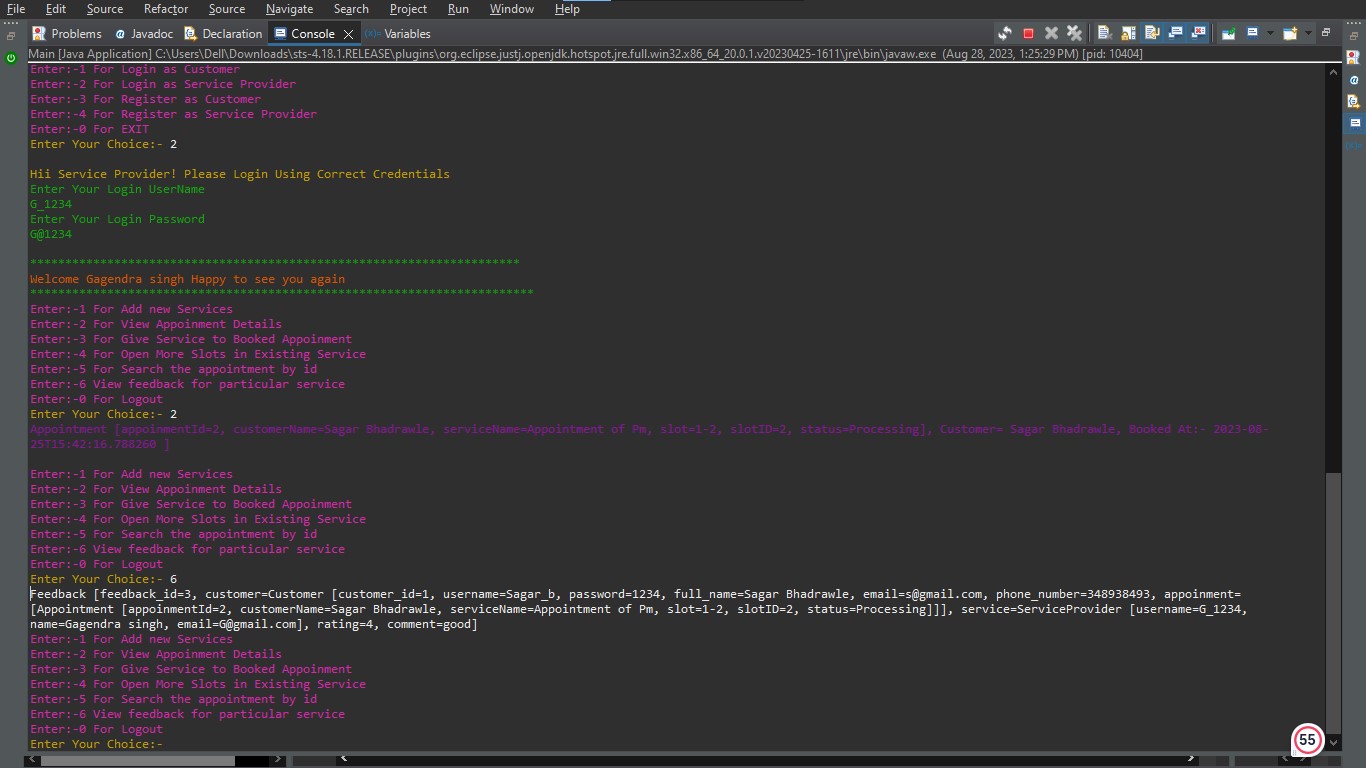 File Edit Source Refactor Source Navigate Search Project Run Window Help
Problems @ Javadoc Declaration Console Variables
Main [Java Application] C:\Users\Dell\Downloads\sts-4.18.1.RELEASE\plugins\org.eclipse.justj.openjdk.hotspot.jre.full.win32.x86_64_20.0.1.v20230425-1611\jre\bin\javaw.exe (Aug 28, 2023, 1:25:29 PM) [pid: 10404]
Enter:-1 For Login as Customer
Enter:-2 For Login as Service Provider
Enter:-3 For Register as Customer
Enter:-4 For Register as Service Provider
Enter:-0 For EXIT
Enter Your Choice:- 2
Hii Service Provider! Please Login Using Correct Credentials
Enter Your Login UserName
G_1234
Enter Your Login Password
G@1234
**********************************************************************
Welcome Gagendra singh Happy to see you again
************************************************************************
Enter:-1 For Add new Services
Enter:-2 For View Appoinment Details
Enter:-3 For Give Service to Booked Appoinment
Enter:-4 For Open More Slots in Existing Service
Enter:-5 For Search the appointment by id
Enter:-6 View feedback for particular service
Enter:-0 For Logout
Enter Your Choice:- 2
Appointment [appoinmentId=2, customerName=Sagar Bhadrawle, serviceName=Appointment of Pm, slot=1-2, slotID=2, status=Processing], Customer= Sagar Bhadrawle, Booked At:- 2023-08-
25T15:42:16.788260 ]
Enter:-1 For Add new Services
Enter:-2 For View Appoinment Details
Enter:-3 For Give Service to Booked Appoinment
Enter:-4 For Open More Slots in Existing Service
Enter:-5 For Search the appointment by id
Enter:-6 View feedback for particular service
Enter:-0 For Logout
Enter Your Choice:- 6
Feedback [feedback_id=3, customer=Customer [customer_id=1, username=Sagar_b, password=1234, full_name=Sagar Bhadrawle, email=s@gmail.com, phone_number=348938493, appoinment=
[Appointment [appoinmentId=2, customerName=Sagar Bhadrawle, serviceName=Appointment of Pm, slot=1-2, slotID=2, status=Processing]]], service=ServiceProvider [username=G_1234,
name=Gagendra singh, email=G@gmail.com], rating=4, comment=good]
Enter:-1 For Add new Services
Enter:-2 For View Appoinment Details
Enter:-3 For Give Service to Booked Appoinment
Enter:-4 For Open More Slots in Existing Service
Enter:-5 For Search the appointment by id
Enter:-6 View feedback for particular service
Enter:-0 For Logout
Enter Your Choice:-
55